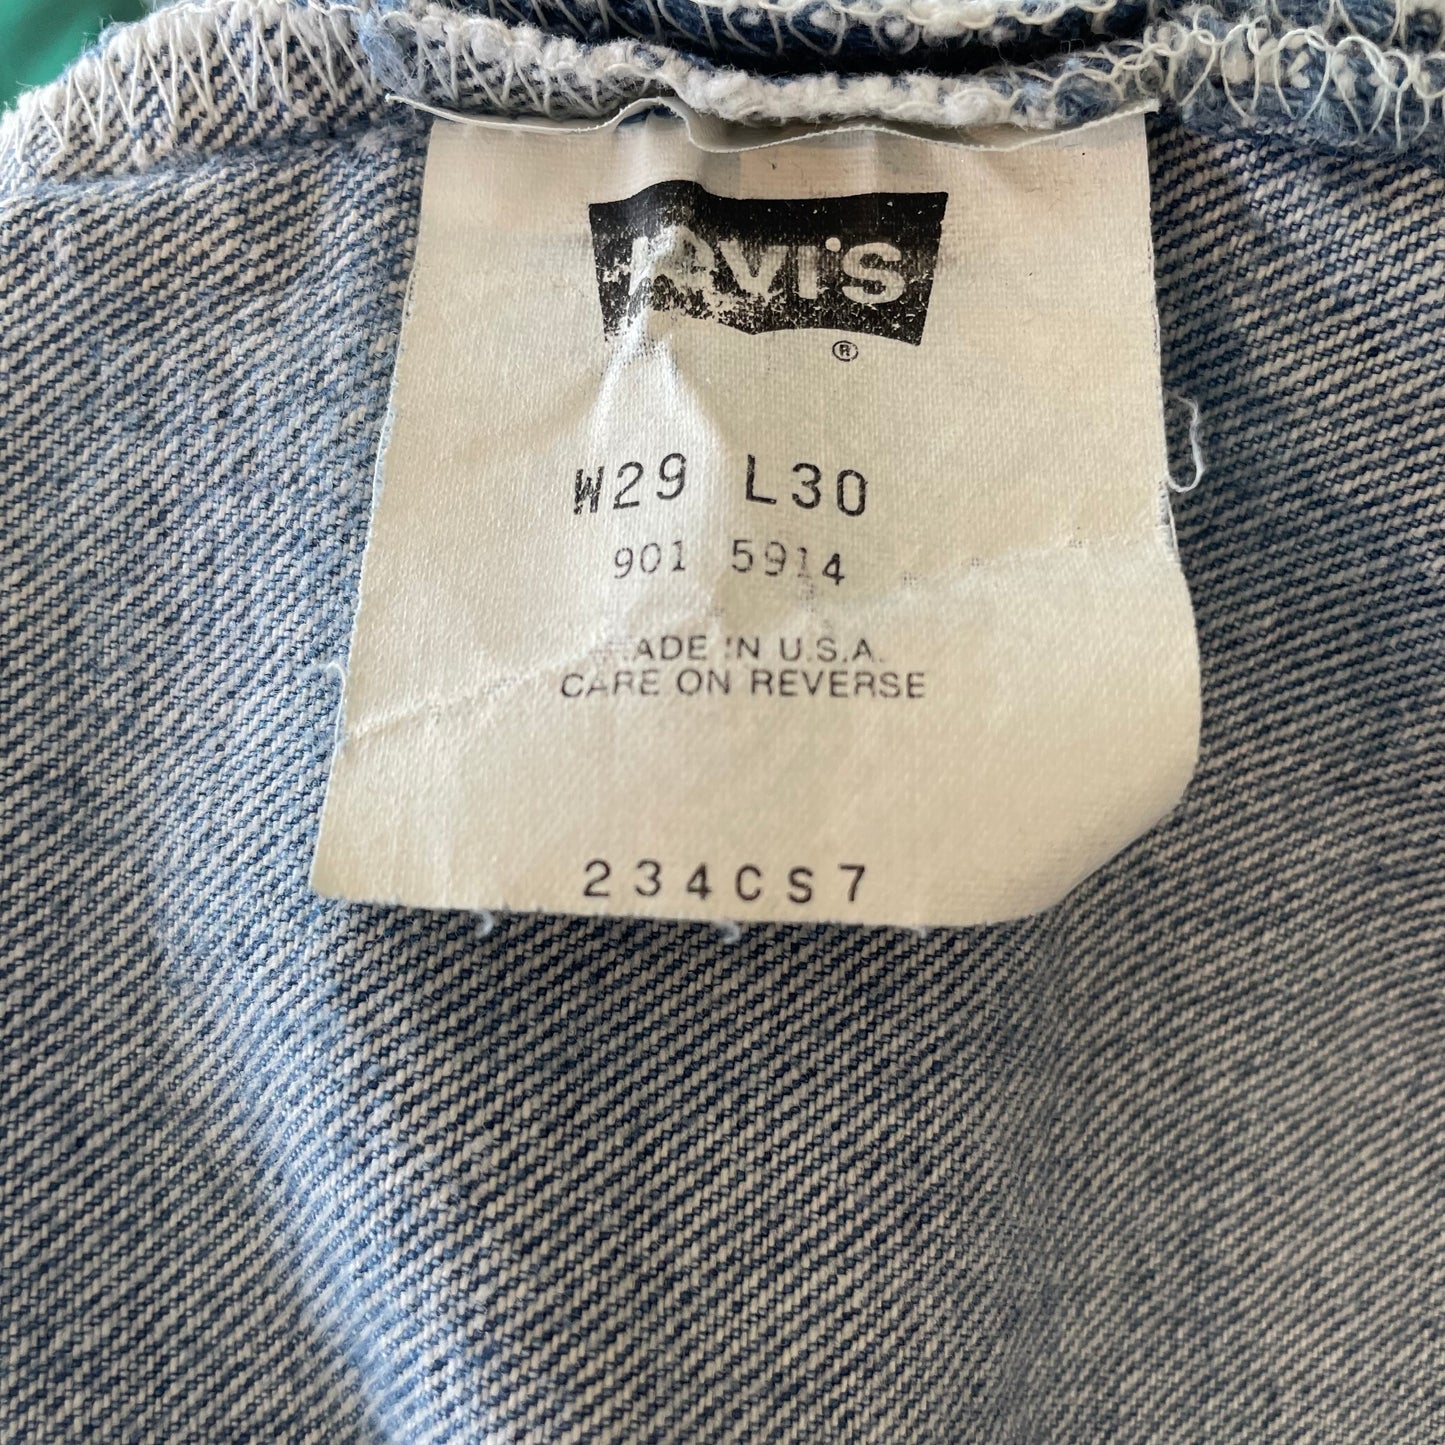 Levi's
®
W29 L30
901 5914
MADE IN U.S.A.
CARE ON REVERSE
234CS7